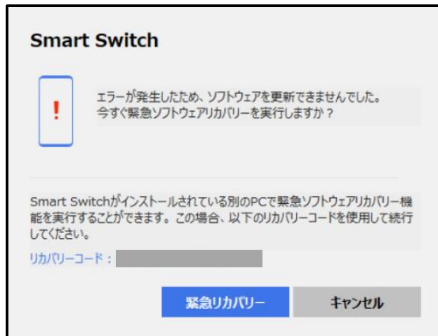 Smart Switch
!
エラーが発生したため、ソフトウェアを更新できませんでした。
今すぐ緊急ソフトウェアリカバリーを実行しますか？
Smart Switchがインストールされている別のPCで緊急ソフトウェアリカバリー機
能を実行することができます。この場合、以下のリカバリーコードを使用して続行
してください。
リカバリーコード：
緊急リカバリー
キャンセル